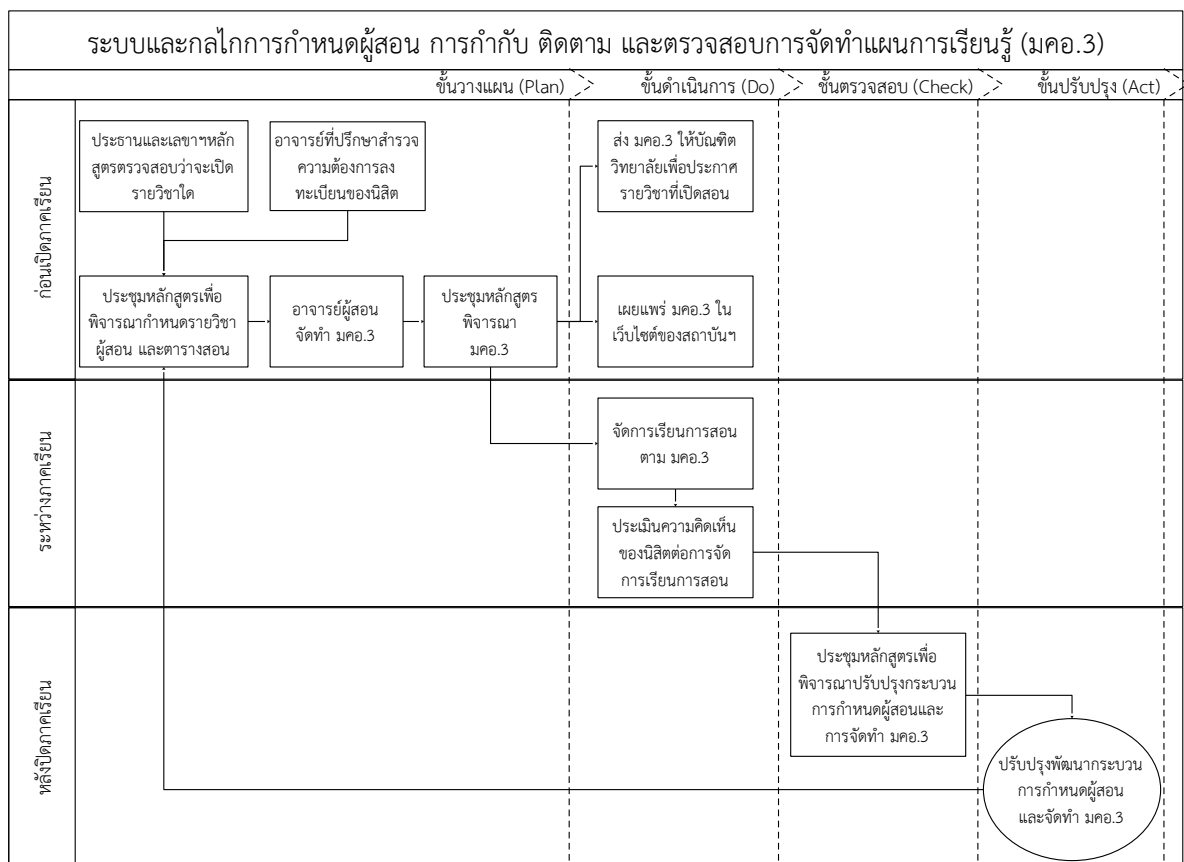 ระบบและกลไกการกำหนดผู้สอน การกำกับ ติดตาม และตรวจสอบการจัดทำแผนการเรียนรู้ (มคอ.3)
ขั้นวางแผน (Plan)
ขั้นดำเนินการ (Do)
ขั้นตรวจสอบ (Check)
ขั้นปรับปรุง (Act)
ก่อนเปิดภาคเรียน
ประธานและเลขาฯหลัก
สูตรตรวจสอบว่าจะเปิด
รายวิชาใด
อาจารย์ที่ปรึกษาสำรวจ
ความต้องการลง
ทะเบียนของนิสิต
ส่ง มคอ.3 ให้บัณฑิต
วิทยาลัยเพื่อประกาศ
รายวิชาที่เปิดสอน
ประชุมหลักสูตรเพื่อ
พิจารณากำหนดรายวิชา
ผู้สอน และตารางสอน
อาจารย์ผู้สอน
จัดทำ มคอ.3
ประชุมหลักสูตร
พิจารณา
มคอ.3
เผยแพร่ มคอ.3 ใน
เว็บไซต์ของสถาบันฯ
ระหว่างภาคเรียน
จัดการเรียนการสอน
ตาม มคอ.3
ประเมินความคิดเห็น
ของนิสิตต่อการจัด
การเรียนการสอน
หลังปิดภาคเรียน
ประชุมหลักสูตรเพื่อ
พิจารณาปรับปรุงกระบวน
การกำหนดผู้สอนและ
การจัดทำ มคอ.3
ปรับปรุงพัฒนากระบวน
การกำหนดผู้สอน
และจัดทำ มคอ.3